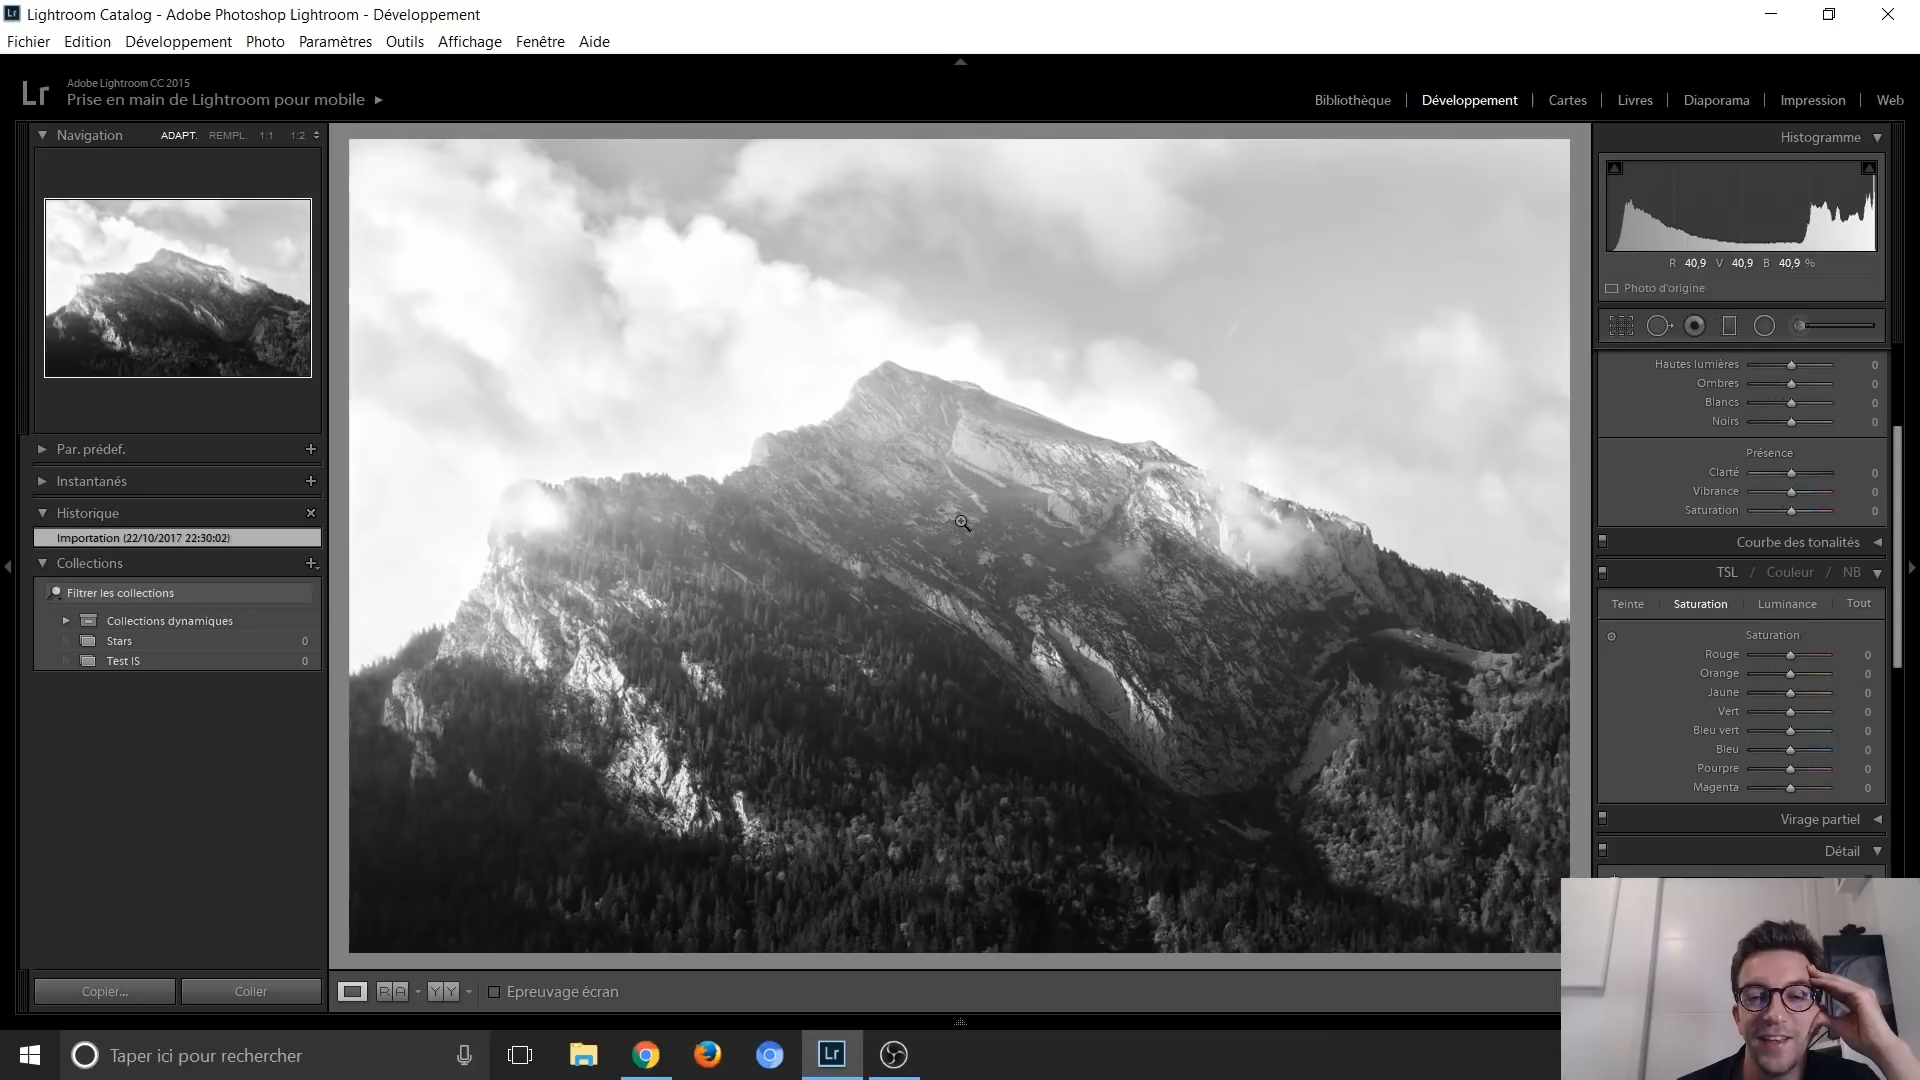 Lightroom Catalog - Adobe Photoshop Lightroom - Développement
Fichier Edition Développement Photo Paramètres Outils Affichage Fenêtre Aide
Lr
Adobe Lightroom CC 2015
Prise en main de Lightroom pour mobile
Bibliothèque Développement Cartes Livres Diaporama Impression Web
Navigation ADAPT. REMPL. 1:1 1:2
Par. prédef.
Instantanés
Historique
Importation (22/10/2017 22:30:02)
Collections
Filtrer les collections
Collections dynamiques
Stars 0
Test IS 0
Copier... Coller
R A Y Y Epreuvage écran
Histogramme
R 40,9 V 40,9 B 40,9 %
Photo d'origine
Hautes lumières 0
Ombres 0
Blancs 0
Noirs 0
Présence
Clarté 0
Vibrance 0
Saturation 0
Courbe des tonalités
TSL / Couleur / NB
Teinte Saturation Luminance Tout
Saturation
Rouge 0
Orange 0
Jaune 0
Vert 0
Bleu vert 0
Bleu 0
Pourpre 0
Magenta 0
Virage partiel
Détail
Taper ici pour rechercher
Lr